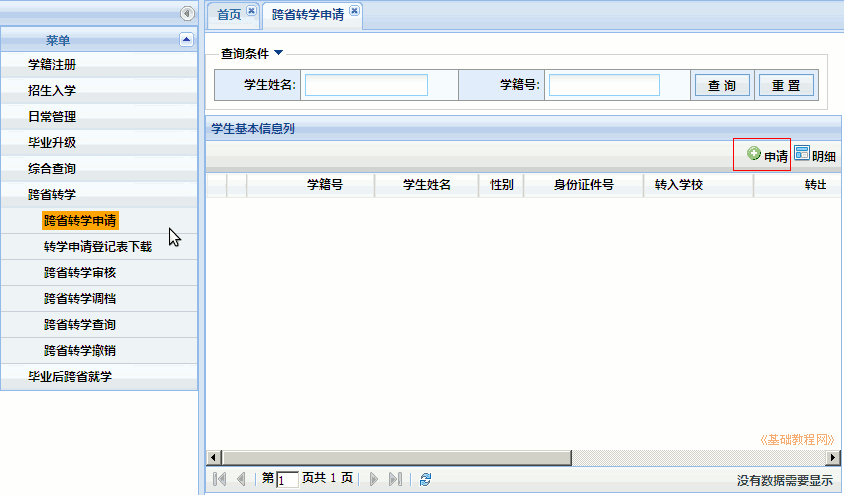 首页 跨省转学申请
菜单
学籍注册
招生入学
日常管理
毕业升级
综合查询
跨省转学
跨省转学申请
转学申请登记表下载
跨省转学审核
跨省转学调档
跨省转学查询
跨省转学撤销
毕业后跨省就学
查询条件
学生姓名: 学籍号: 查 询 重 置
学生基本信息列
申请 明细
学籍号 学生姓名 性别 身份证件号 转入学校 转出
《基础教程网》
第 1 页共 1 页 没有数据需要显示